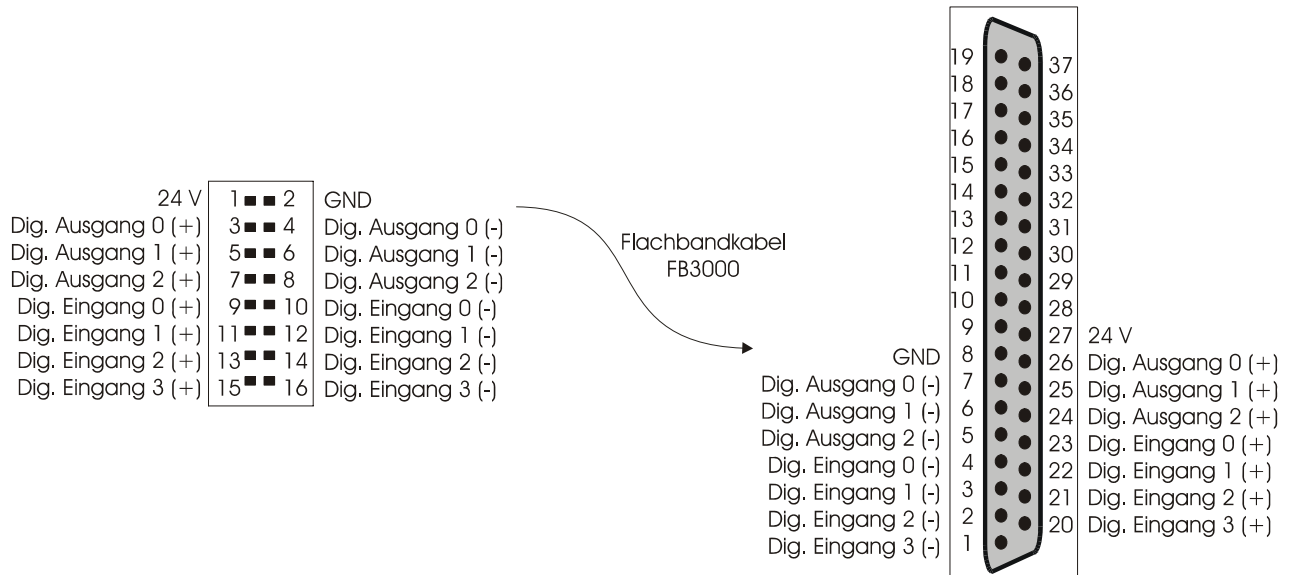 24 V 1 2 GND
Dig. Ausgang 0 (+) 3 4 Dig. Ausgang 0 (-)
Dig. Ausgang 1 (+) 5 6 Dig. Ausgang 1 (-)
Dig. Ausgang 2 (+) 7 8 Dig. Ausgang 2 (-)
Dig. Eingang 0 (+) 9 10 Dig. Eingang 0 (-)
Dig. Eingang 1 (+) 11 12 Dig. Eingang 1 (-)
Dig. Eingang 2 (+) 13 14 Dig. Eingang 2 (-)
Dig. Eingang 3 (+) 15 16 Dig. Eingang 3 (-)
Flachbandkabel
FB3000
19 37
18 36
17 35
16 34
15 33
14 32
13 31
12 30
11 29
10 28
9 27 24 V
GND 8 26 Dig. Ausgang 0 (+)
Dig. Ausgang 0 (-) 7 25 Dig. Ausgang 1 (+)
Dig. Ausgang 1 (-) 6 24 Dig. Ausgang 2 (+)
Dig. Ausgang 2 (-) 5 23 Dig. Eingang 0 (+)
Dig. Eingang 0 (-) 4 22 Dig. Eingang 1 (+)
Dig. Eingang 1 (-) 3 21 Dig. Eingang 2 (+)
Dig. Eingang 2 (-) 2 20 Dig. Eingang 3 (+)
Dig. Eingang 3 (-) 1